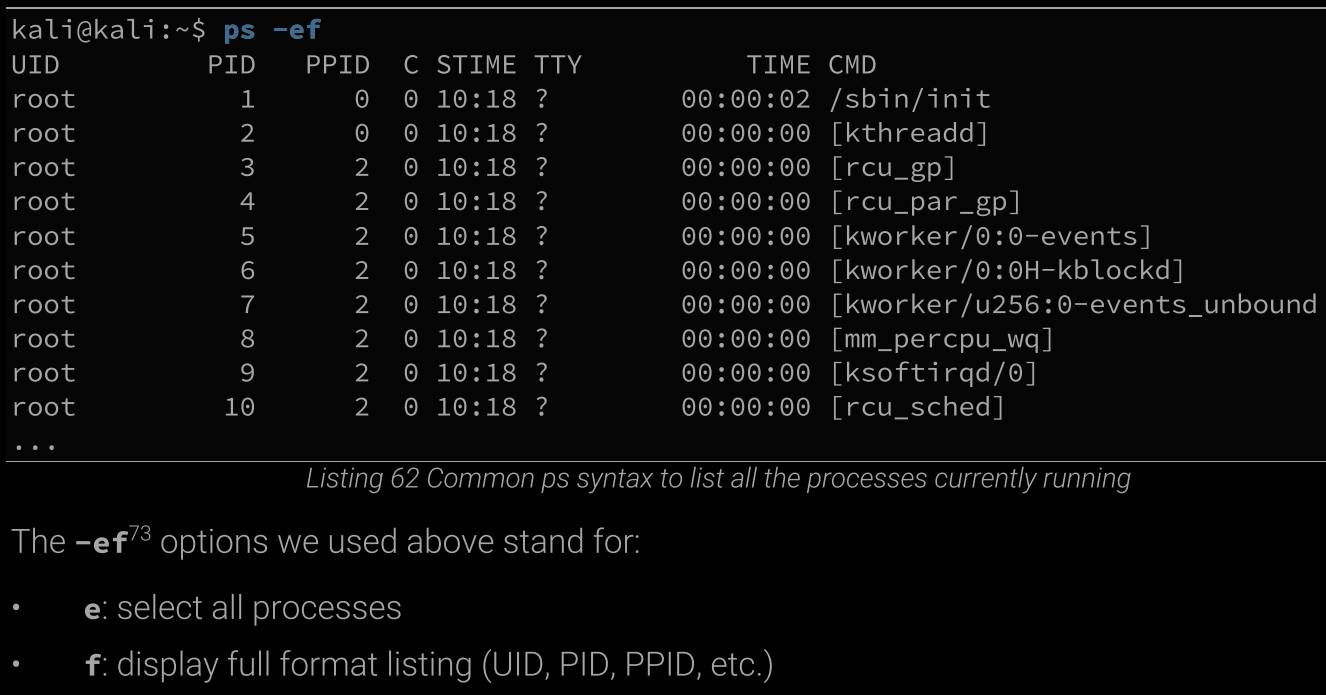 kali@kali:~$ ps -ef
UID PID PPID C STIME TTY TIME CMD
root 1 0 0 10:18 ? 00:00:02 /sbin/init
root 2 0 0 10:18 ? 00:00:00 [kthreadd]
root 3 2 0 10:18 ? 00:00:00 [rcu_gp]
root 4 2 0 10:18 ? 00:00:00 [rcu_par_gp]
root 5 2 0 10:18 ? 00:00:00 [kworker/0:0-events]
root 6 2 0 10:18 ? 00:00:00 [kworker/0:0H-kblockd]
root 7 2 0 10:18 ? 00:00:00 [kworker/u256:0-events_unbound
root 8 2 0 10:18 ? 00:00:00 [mm_percpu_wq]
root 9 2 0 10:18 ? 00:00:00 [ksoftirqd/0]
root 10 2 0 10:18 ? 00:00:00 [rcu_sched]
...
Listing 62 Common ps syntax to list all the processes currently running
The -ef73 options we used above stand for:
• e: select all processes
• f: display full format listing (UID, PID, PPID, etc.)